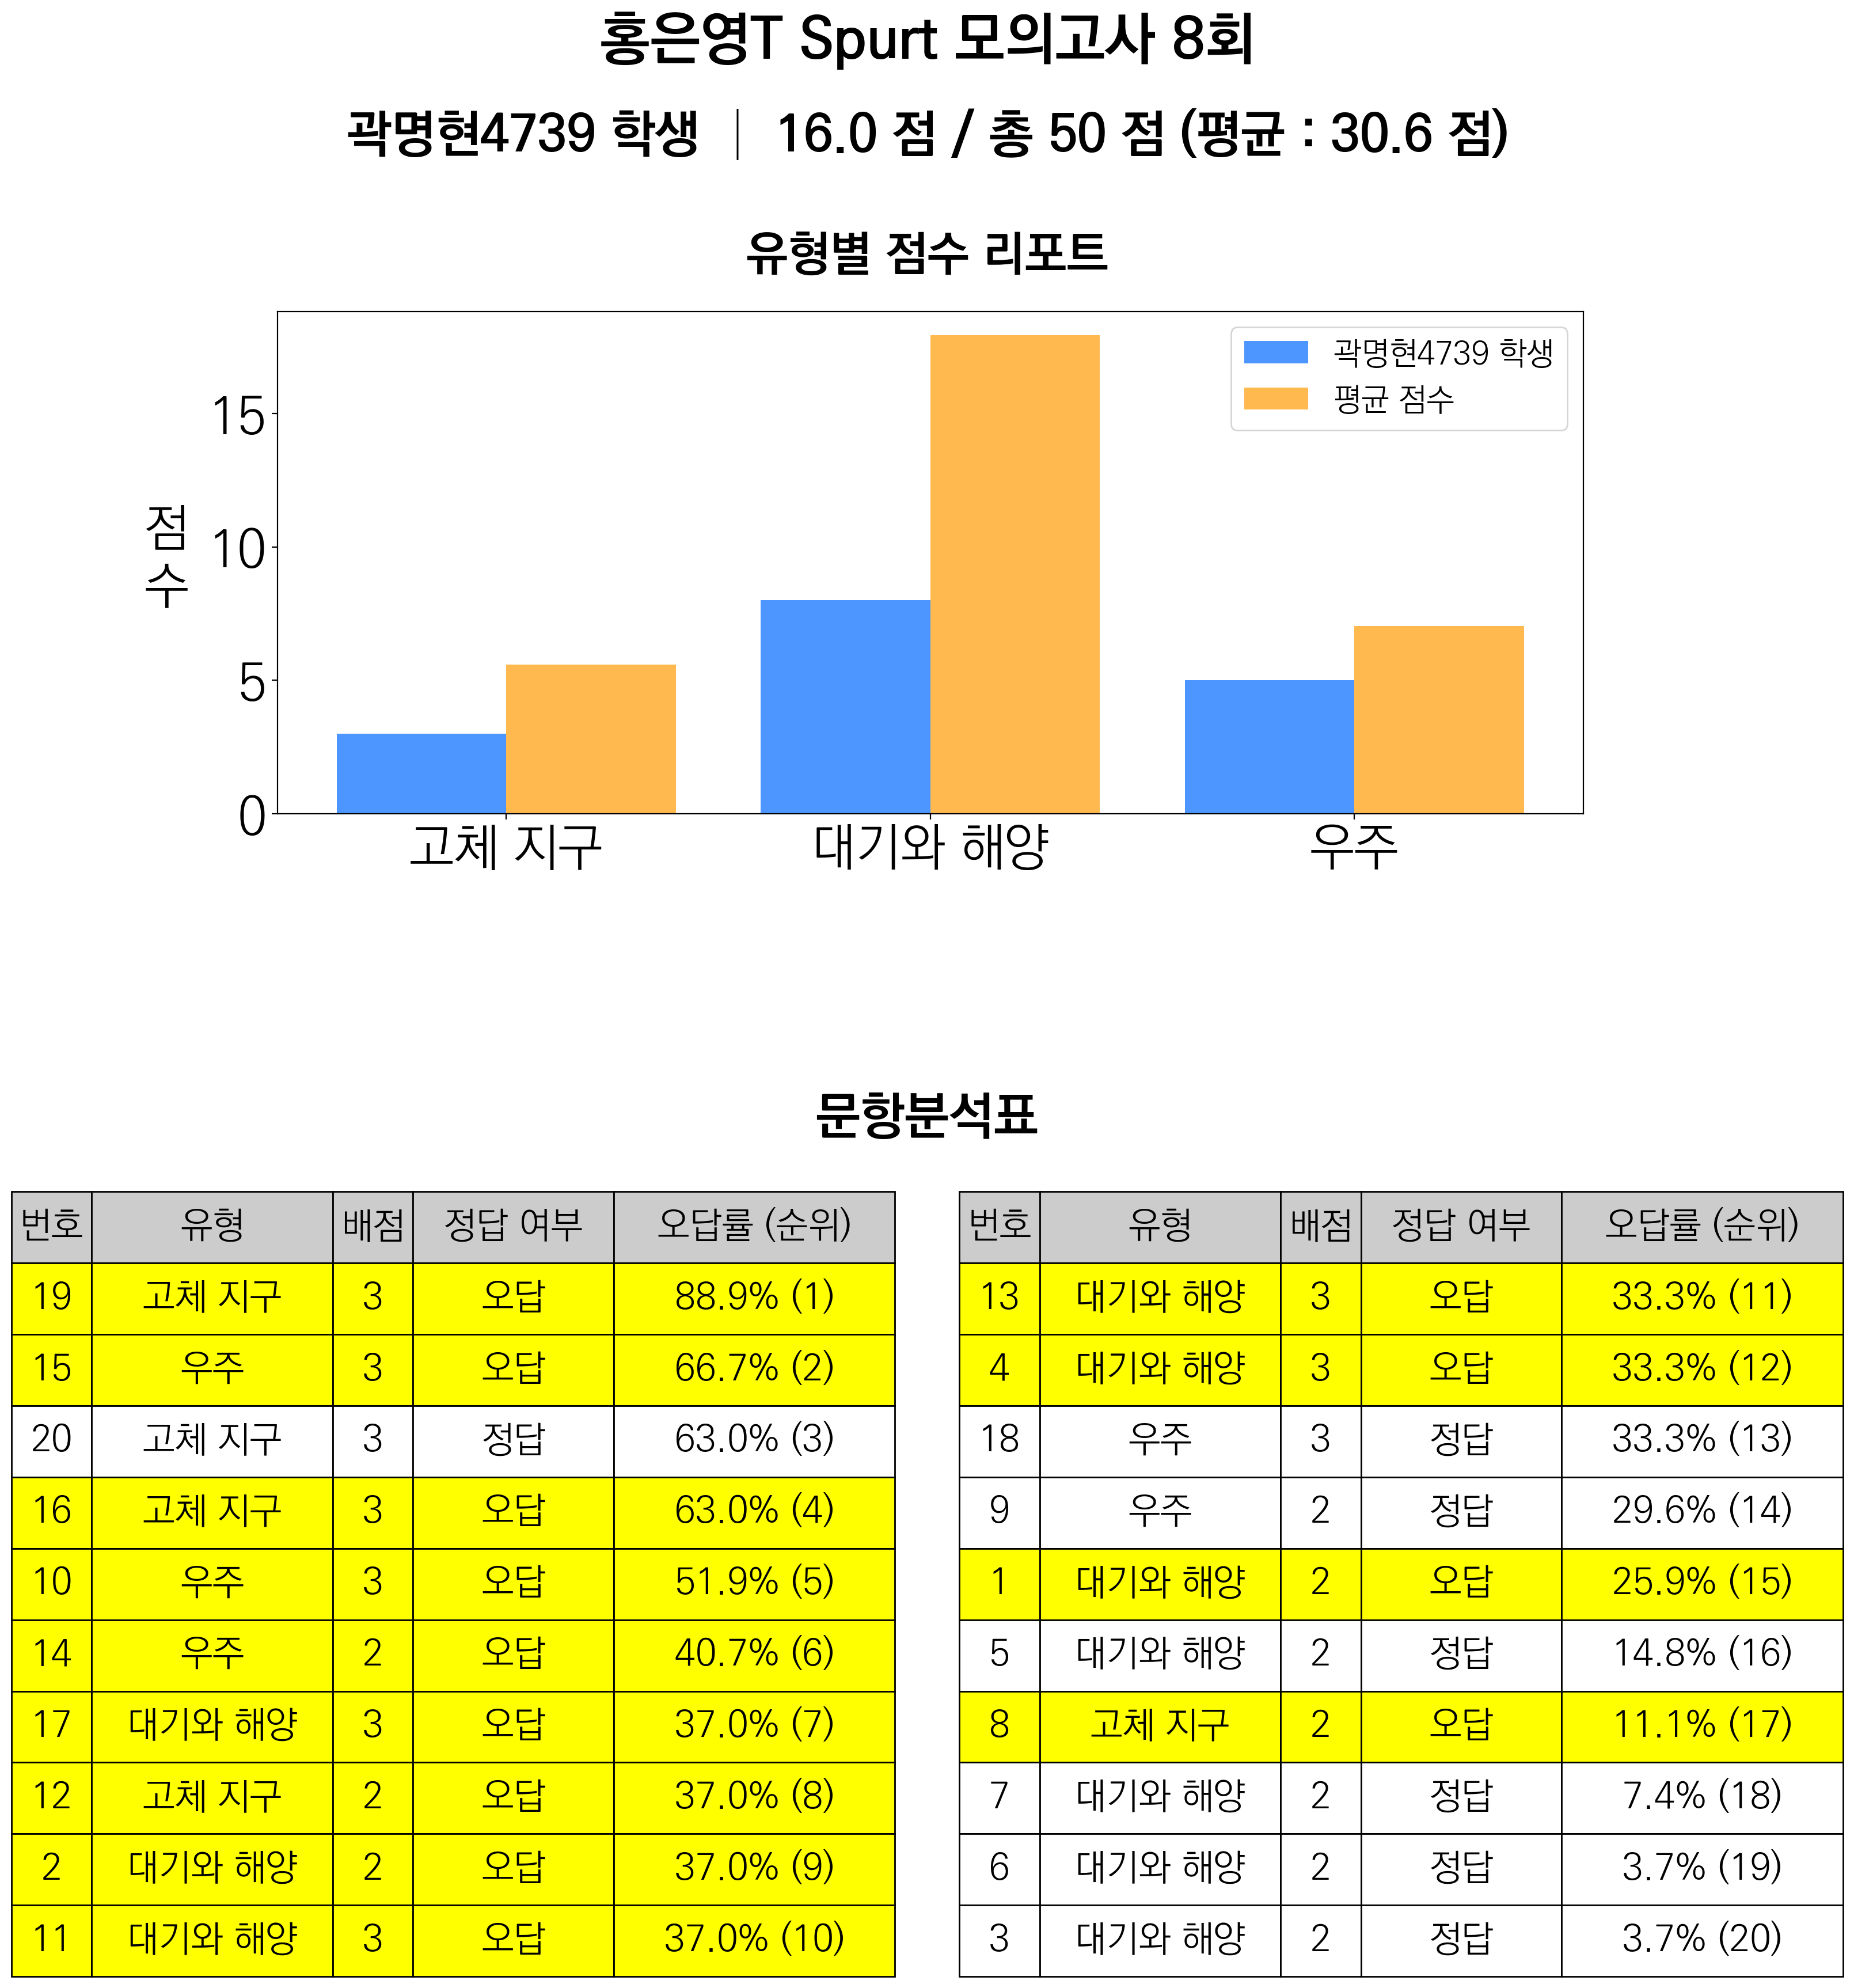 홍은영T Spurt 모의고사 8회
곽명현4739 학생 │ 16.0 점 / 총 50 점 (평균 : 30.6 점)
유형별 점수 리포트
점
수
15
10
5
0
곽명현4739 학생
평균 점수
고체 지구 대기와 해양 우주
문항분석표
번호 유형 배점 정답 여부 오답률 (순위)
19 고체 지구 3 오답 88.9% (1)
15 우주 3 오답 66.7% (2)
20 고체 지구 3 정답 63.0% (3)
16 고체 지구 3 오답 63.0% (4)
10 우주 3 오답 51.9% (5)
14 우주 2 오답 40.7% (6)
17 대기와 해양 3 오답 37.0% (7)
12 고체 지구 2 오답 37.0% (8)
2 대기와 해양 2 오답 37.0% (9)
11 대기와 해양 3 오답 37.0% (10)
번호 유형 배점 정답 여부 오답률 (순위)
13 대기와 해양 3 오답 33.3% (11)
4 대기와 해양 3 오답 33.3% (12)
18 우주 3 정답 33.3% (13)
9 우주 2 정답 29.6% (14)
1 대기와 해양 2 오답 25.9% (15)
5 대기와 해양 2 정답 14.8% (16)
8 고체 지구 2 오답 11.1% (17)
7 대기와 해양 2 정답 7.4% (18)
6 대기와 해양 2 정답 3.7% (19)
3 대기와 해양 2 정답 3.7% (20)